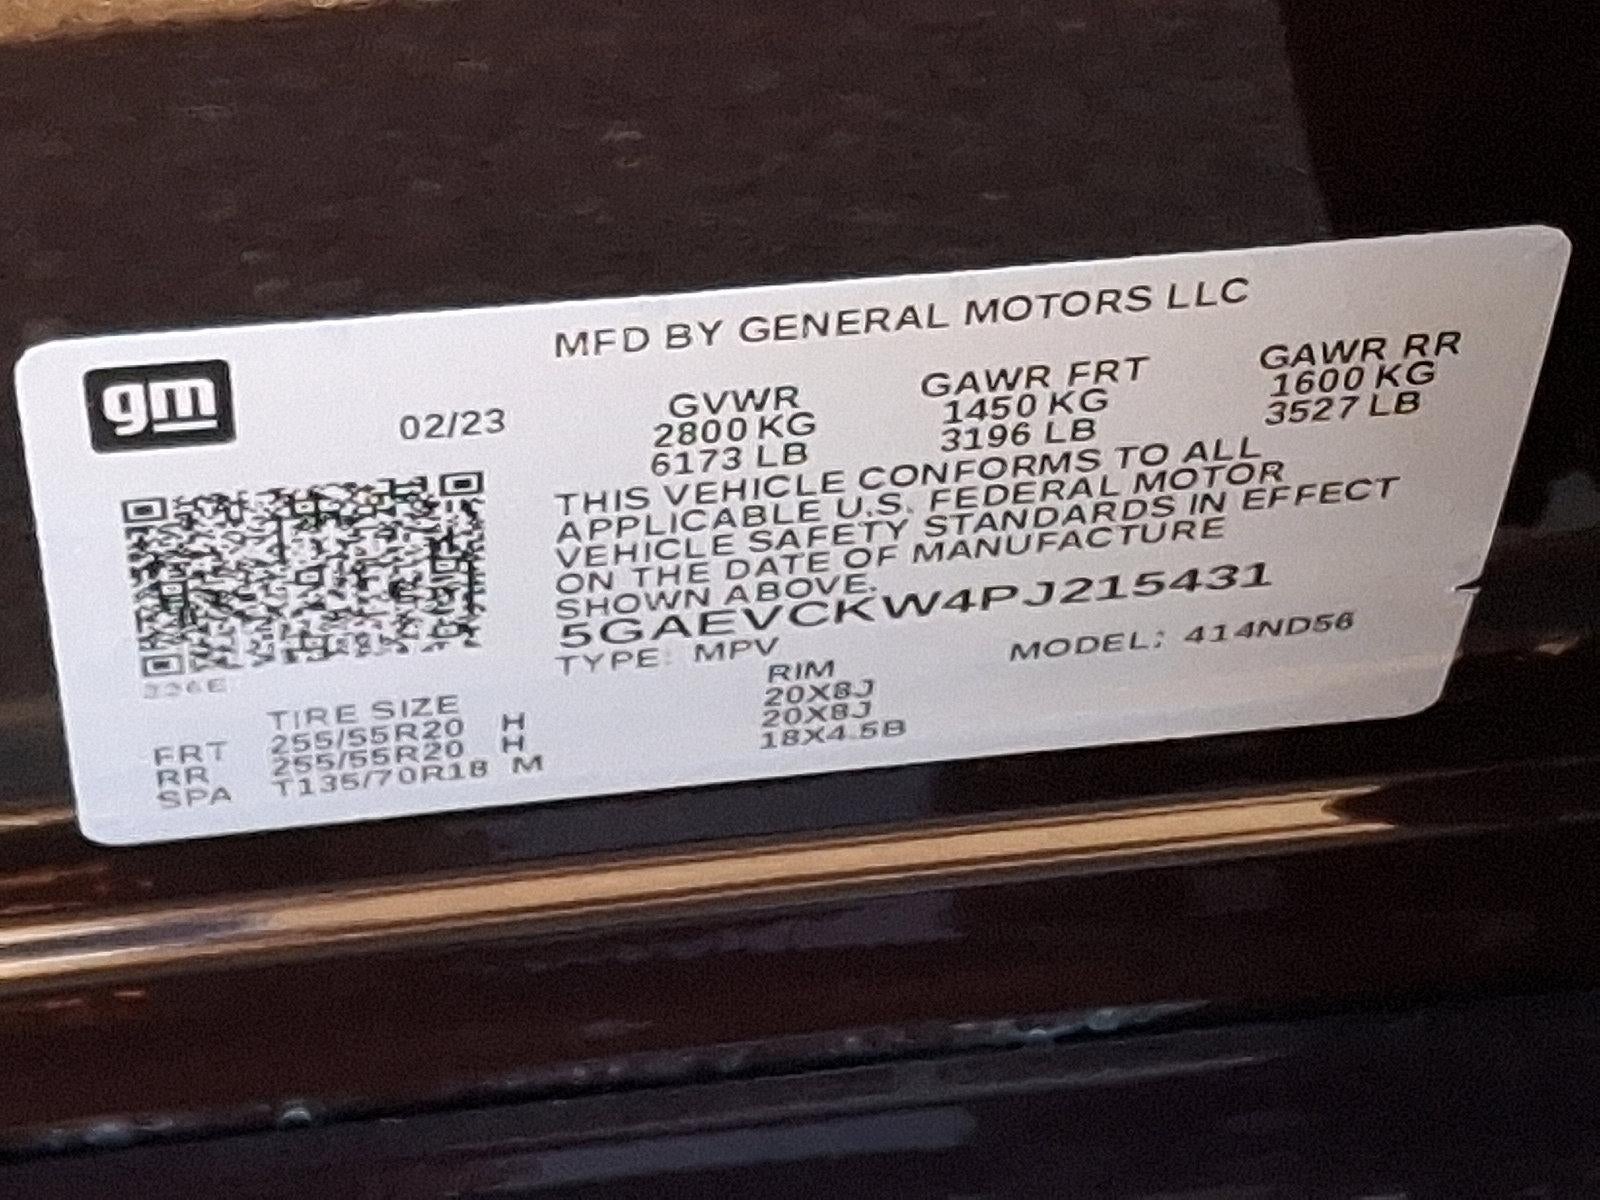 MFD BY GENERAL MOTORS LLC
gm
02/23
GVWR GAWR FRT GAWR RR
2800 KG 1450 KG 1600 KG
6173 LB 3196 LB 3527 LB
THIS VEHICLE CONFORMS TO ALL
APPLICABLE U.S. FEDERAL MOTOR
VEHICLE SAFETY STANDARDS IN EFFECT
ON THE DATE OF MANUFACTURE
SHOWN ABOVE.
5GAEVCKW4PJ215431
TYPE: MPV MODEL: 414ND56
TIRE SIZE RIM
FRT 255/55R20 H 20X8J
RR 255/55R20 H 20X8J
SPA T135/70R18 M 18X4.5B